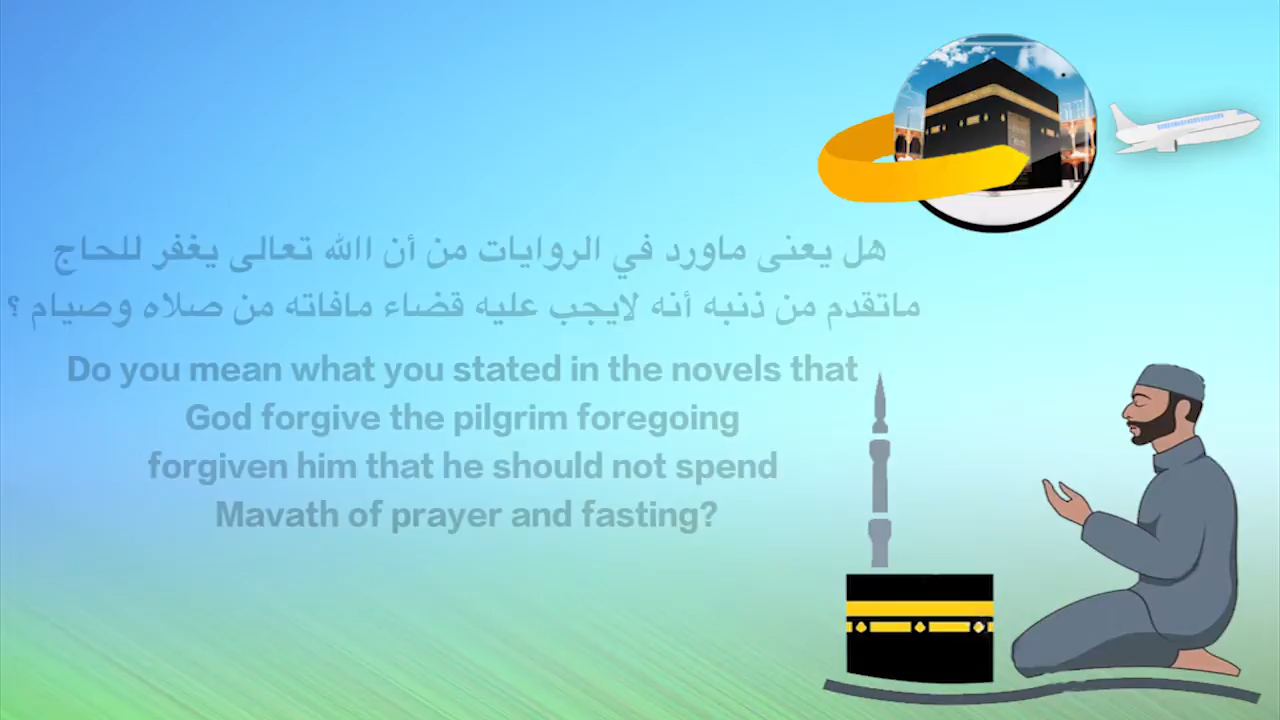 هل يعنى ماورد في الروايات من أن االله تعالى يغفر للحاج
ماتقدم من ذنبه أنه لايجب عليه قضاء مافاته من صلاه وصيام ؟
Do you mean what you stated in the novels that
God forgive the pilgrim foregoing
forgiven him that he should not spend
Mavath of prayer and fasting?